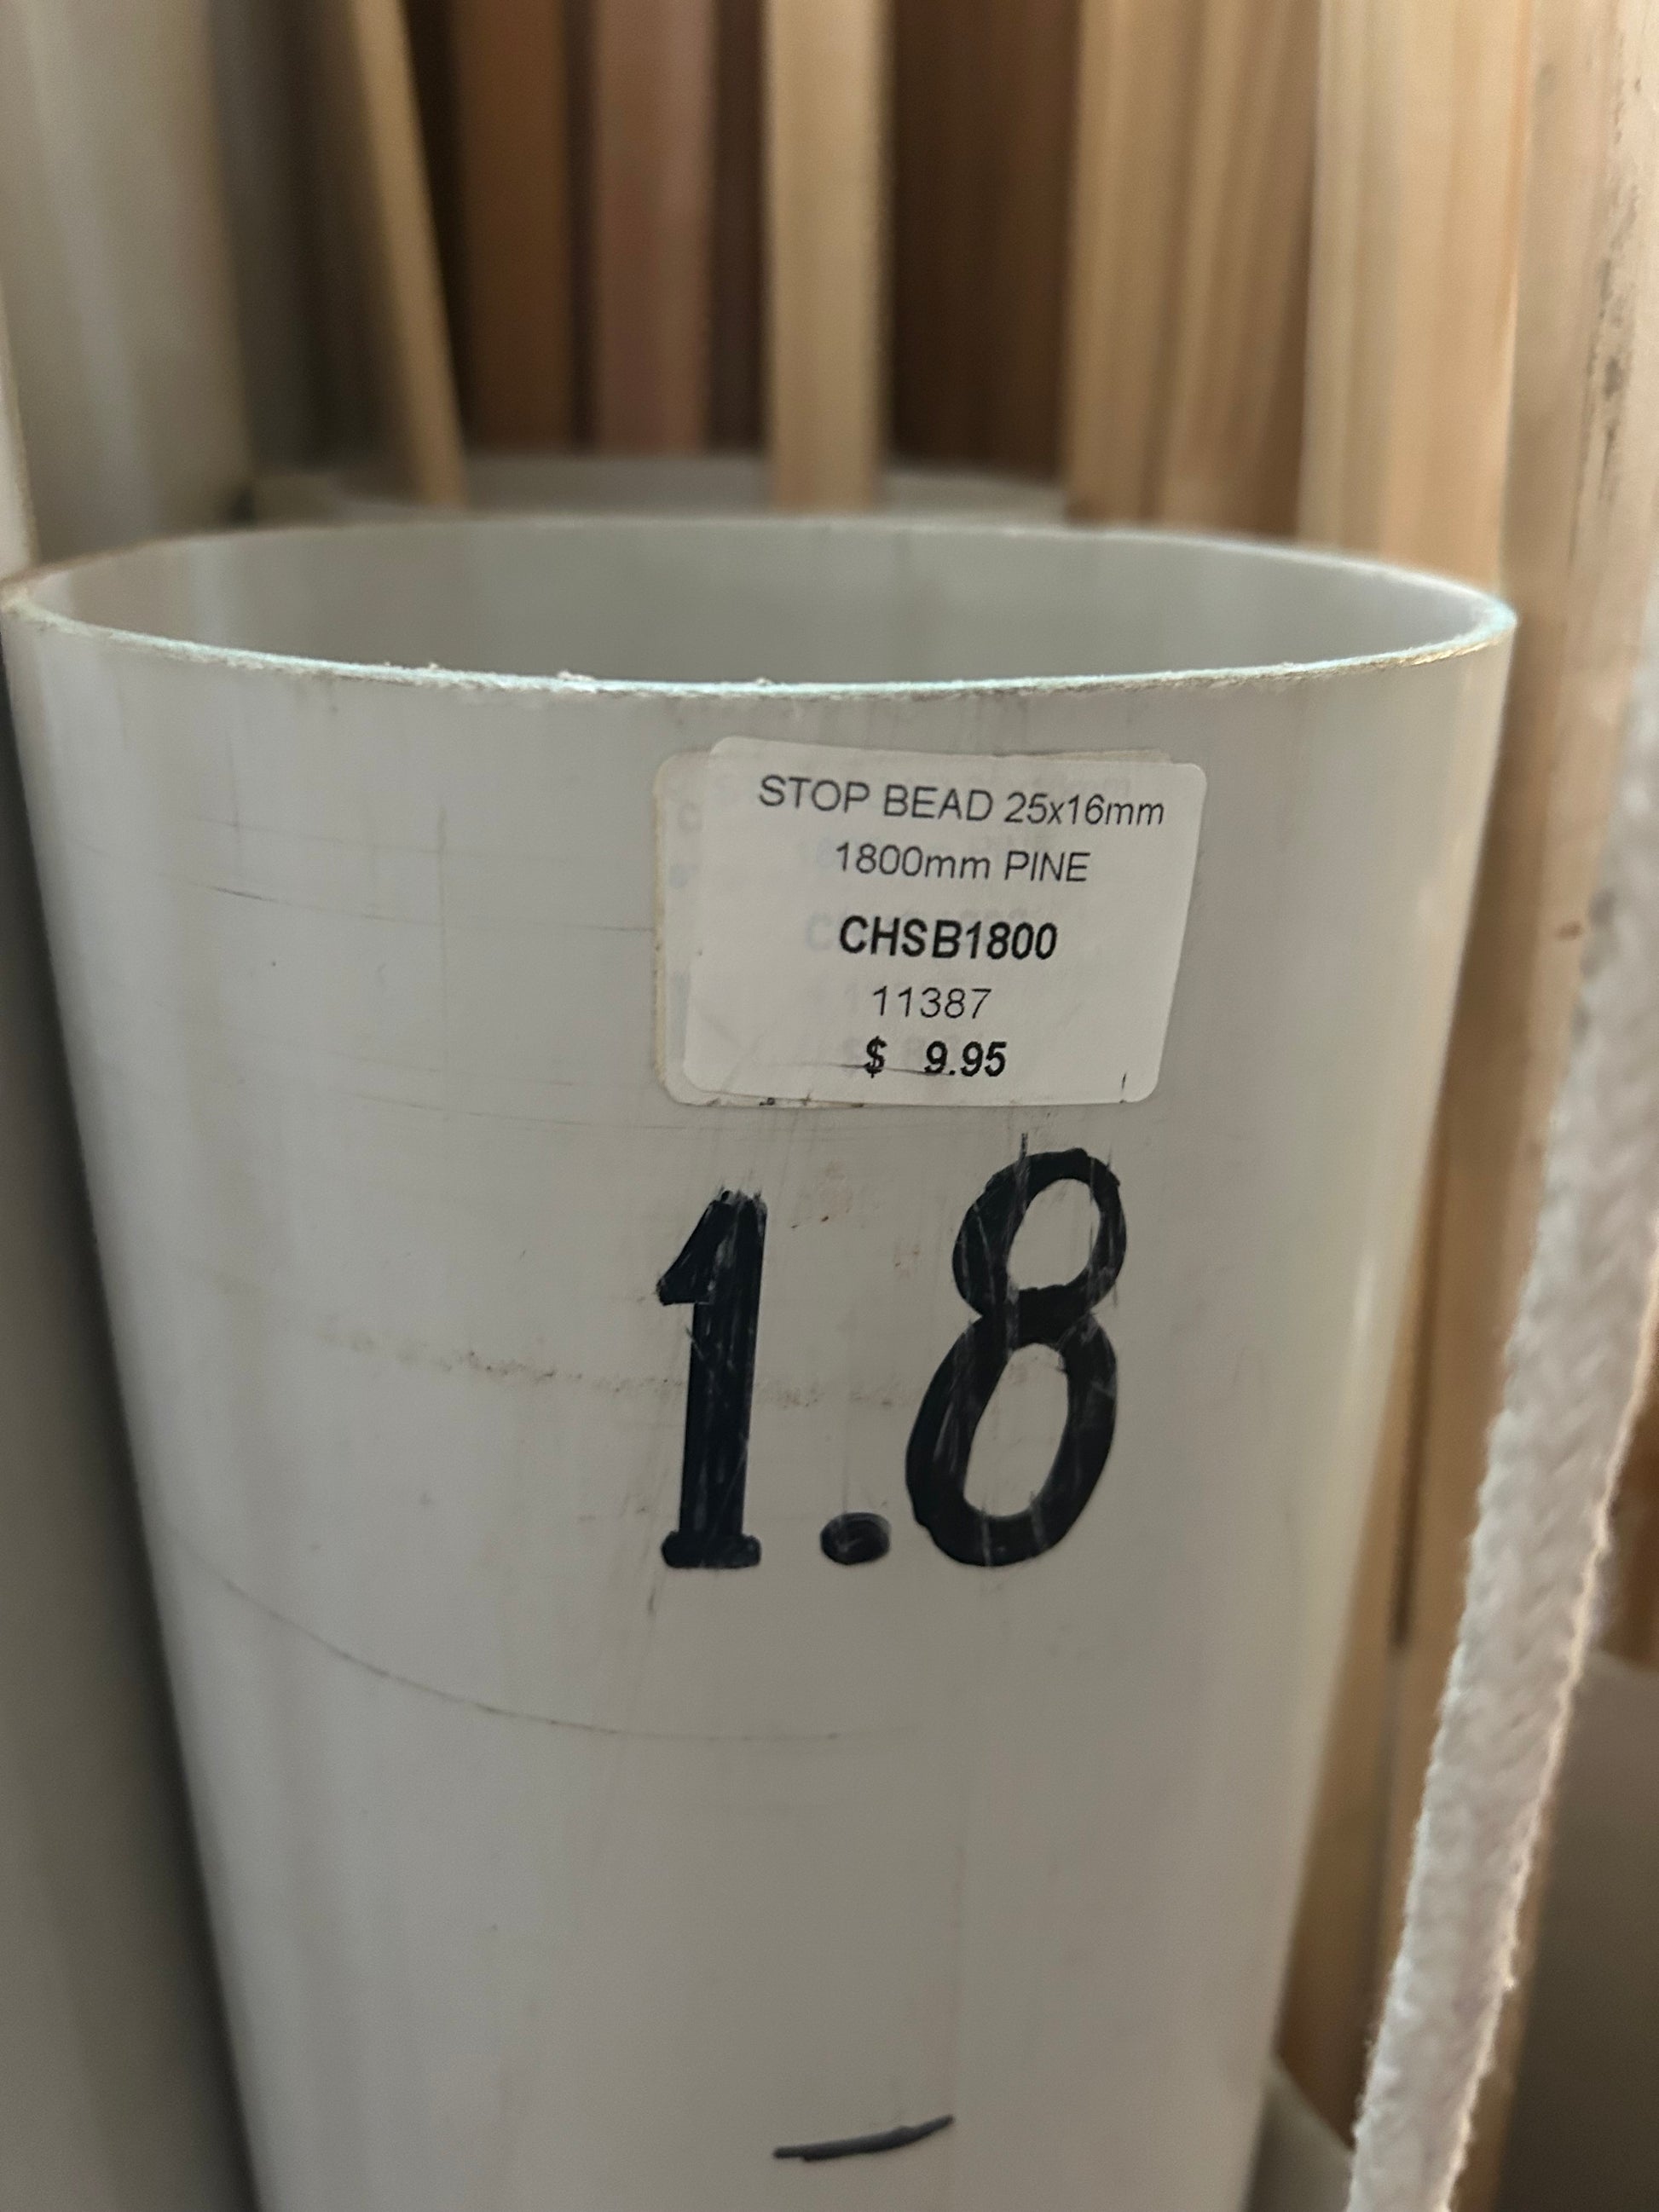 STOP BEAD 25x16mm
1800mm PINE
CHSB1800
11387
$ 9.95
1.8